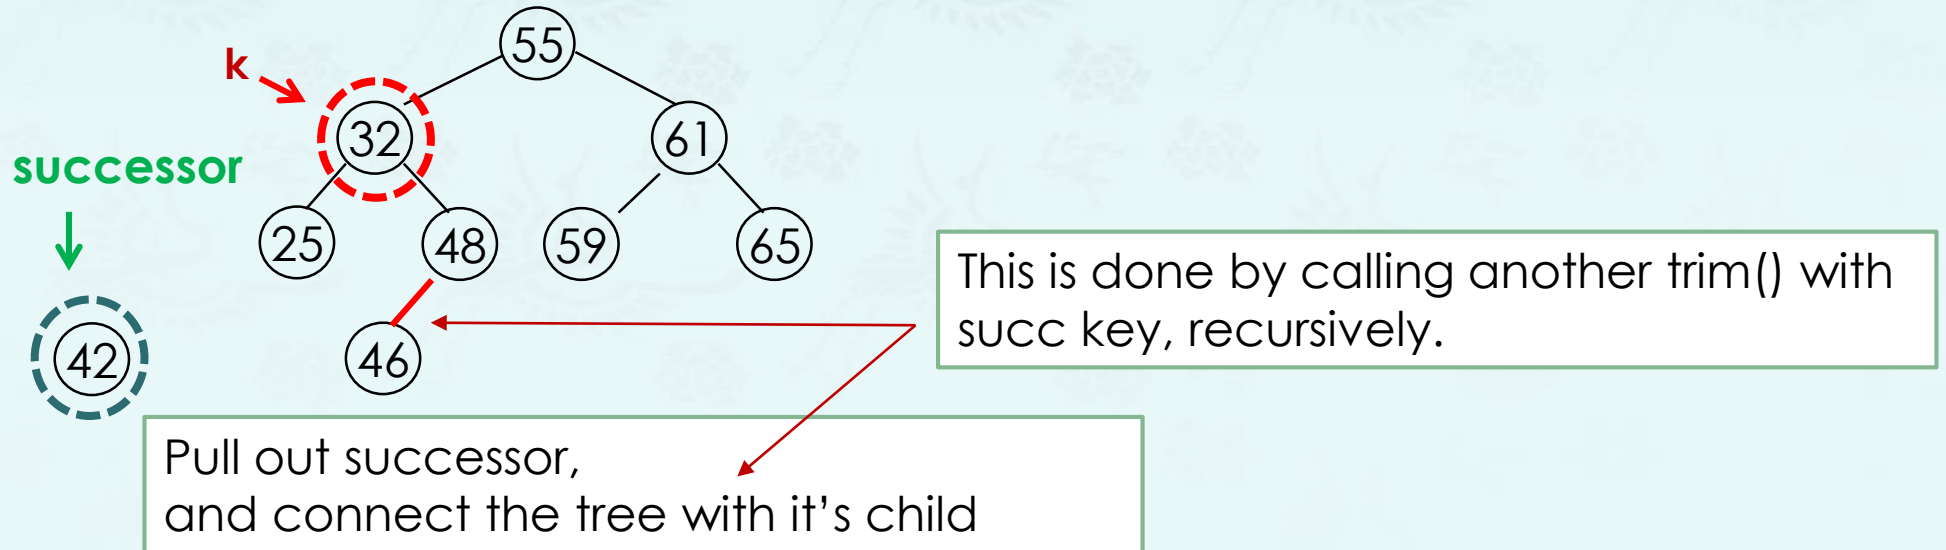 55
k
32
61
successor
25
48
59
65
This is done by calling another trim() with
succ key, recursively.
42
46
Pull out successor,
and connect the tree with it's child